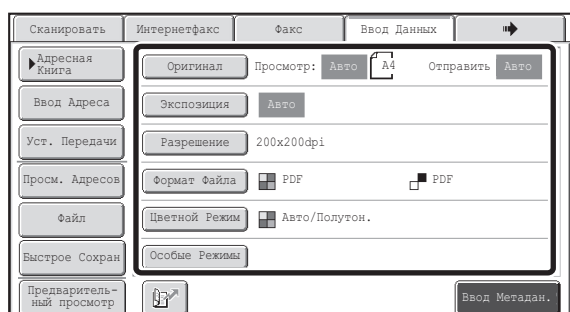 Сканировать Интернетфакс Факс Ввод Данных
Адресная
Книга
Оригинал Просмотр: Авто A4 Отправить Авто
Ввод Адреса Экспозиция Авто
Уст. Передачи Разрешение 200x200dpi
Просм. Адресов Формат Файла PDF PDF
Файл Цветной Режим Авто/Полутон.
Быстрое Сохран Особые Режимы
Предваритель-
ный просмотр
Ввод Метадан.